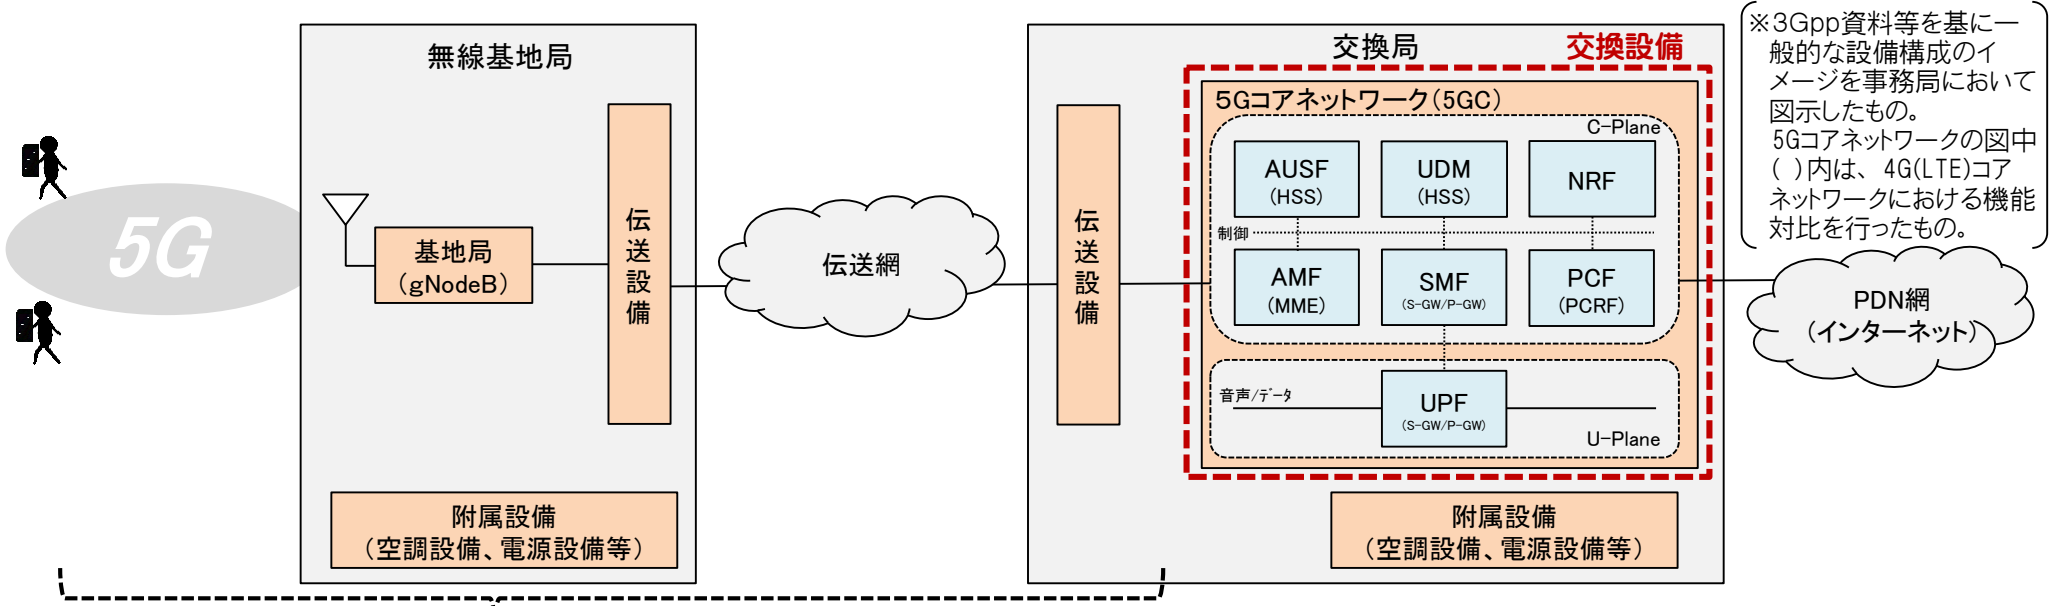 5G
無線基地局
基地局
(gNodeB)
伝送設備
附属設備
(空調設備、電源設備等)
伝送網
交換局
交換設備
伝送設備
5Gコアネットワーク(5GC)
C-Plane
AUSF
(HSS)
UDM
(HSS)
NRF
制御
AMF
(MME)
SMF
(S-GW/P-GW)
PCF
(PCRF)
音声/ﾃﾞｰﾀ
UPF
(S-GW/P-GW)
U-Plane
附属設備
(空調設備、電源設備等)
※3Gpp資料等を基に一
般的な設備構成のイ
メージを事務局において
図示したもの。
5Gコアネットワークの図中
( )内は、4G(LTE)コア
ネットワークにおける機能
対比を行ったもの。
PDN網
(インターネット)